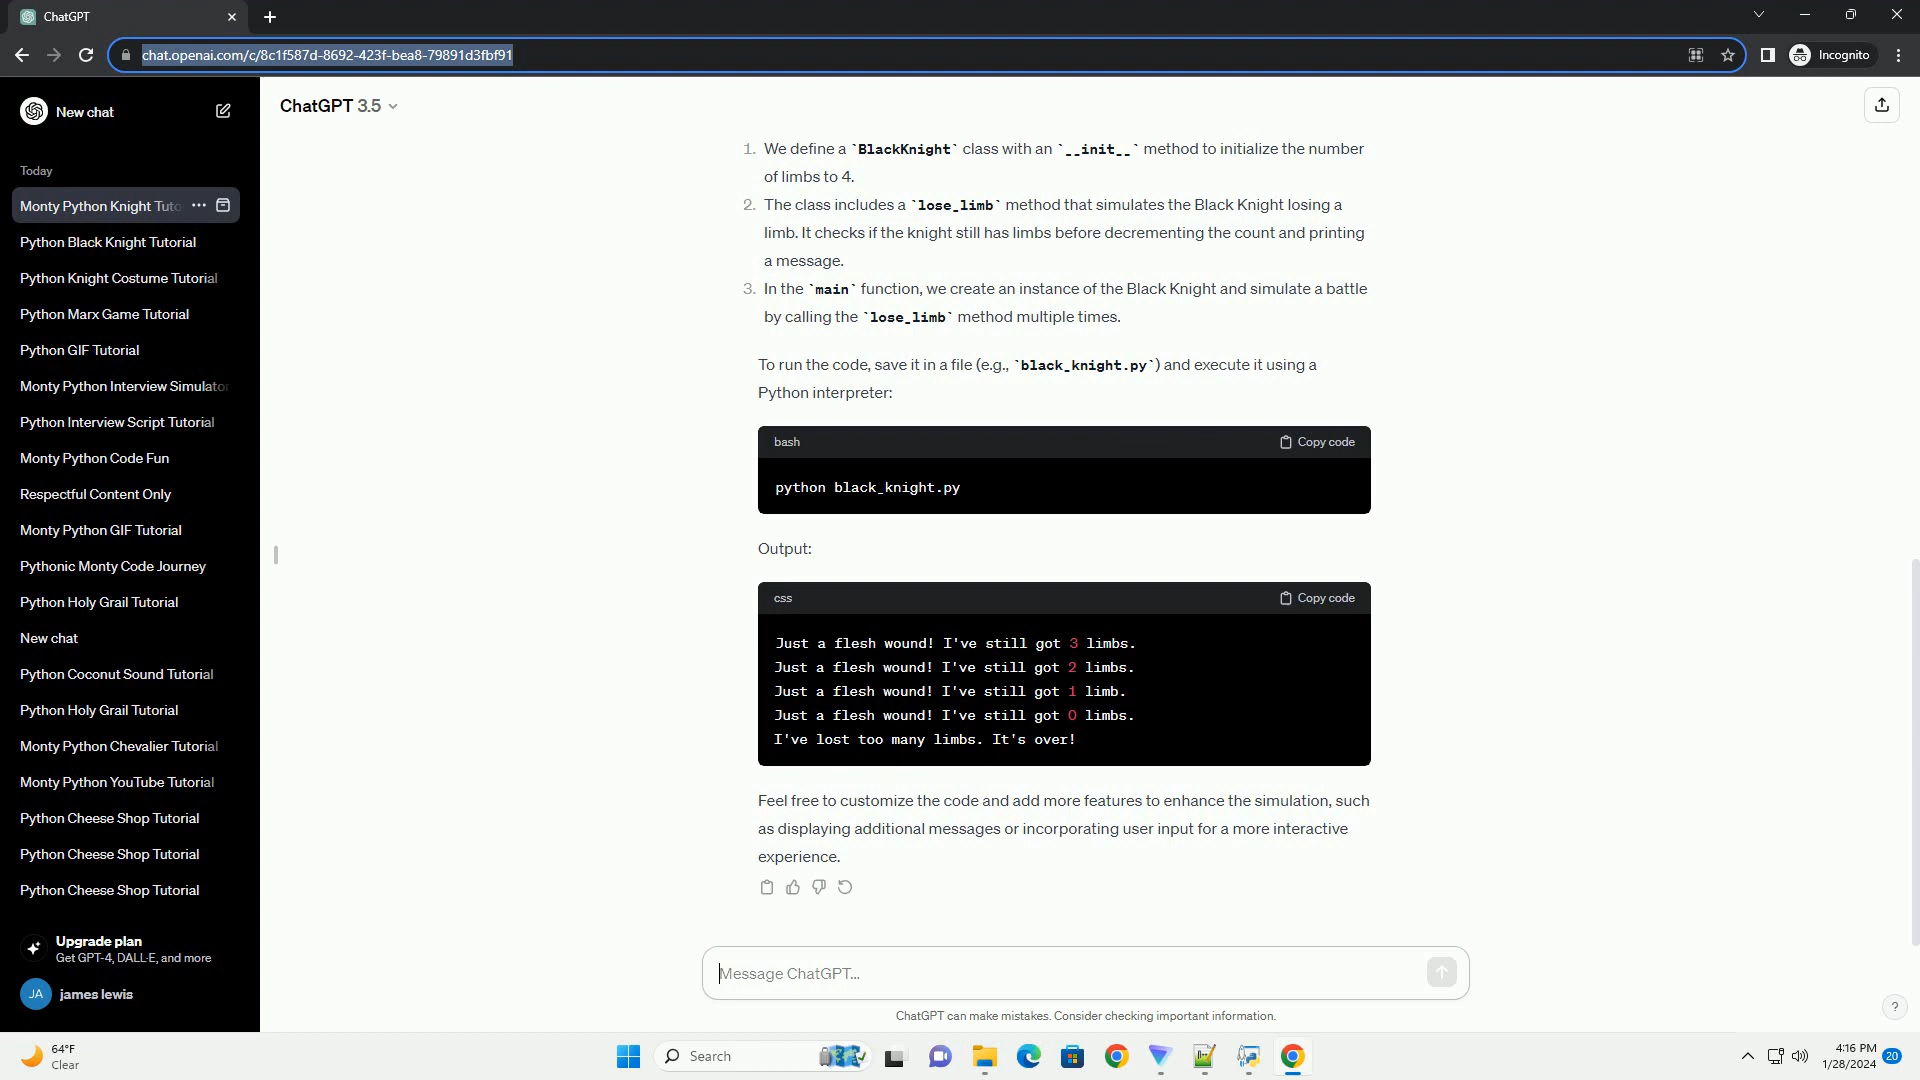 ChatGPT
chat.openai.com/c/8c1f587d-8692-423f-bea8-79891d3fbf91
Incognito
New chat
Today
Monty Python Knight Tuto
Python Black Knight Tutorial
Python Knight Costume Tutorial
Python Marx Game Tutorial
Python GIF Tutorial
Monty Python Interview Simulator
Python Interview Script Tutorial
Monty Python Code Fun
Respectful Content Only
Monty Python GIF Tutorial
Pythonic Monty Code Journey
Python Holy Grail Tutorial
New chat
Python Coconut Sound Tutorial
Python Holy Grail Tutorial
Monty Python Chevalier Tutorial
Monty Python YouTube Tutorial
Python Cheese Shop Tutorial
Python Cheese Shop Tutorial
Python Cheese Shop Tutorial
Upgrade plan
Get GPT-4, DALL·E, and more
JA james lewis
ChatGPT 3.5
1. We define a `BlackKnight` class with an `__init__` method to initialize the number
of limbs to 4.
2. The class includes a `lose_limb` method that simulates the Black Knight losing a
limb. It checks if the knight still has limbs before decrementing the count and printing
a message.
3. In the `main` function, we create an instance of the Black Knight and simulate a battle
by calling the `lose_limb` method multiple times.
To run the code, save it in a file (e.g., `black_knight.py`) and execute it using a
Python interpreter:
bash Copy code
python black_knight.py
Output:
css Copy code
Just a flesh wound! I've still got 3 limbs.
Just a flesh wound! I've still got 2 limbs.
Just a flesh wound! I've still got 1 limb.
Just a flesh wound! I've still got 0 limbs.
I've lost too many limbs. It's over!
Feel free to customize the code and add more features to enhance the simulation, such
as displaying additional messages or incorporating user input for a more interactive
experience.
Message ChatGPT...
ChatGPT can make mistakes. Consider checking important information.
?
64°F
Clear
Search
4:16 PM
1/28/2024
20